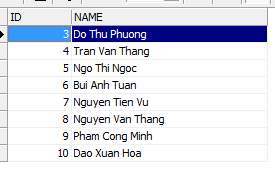 ID NAME
3 Do Thu Phuong
4 Tran Van Thang
5 Ngo Thi Ngoc
6 Bui Anh Tuan
7 Nguyen Tien Vu
8 Nguyen Van Thang
9 Pham Cong Minh
10 Dao Xuan Hoa